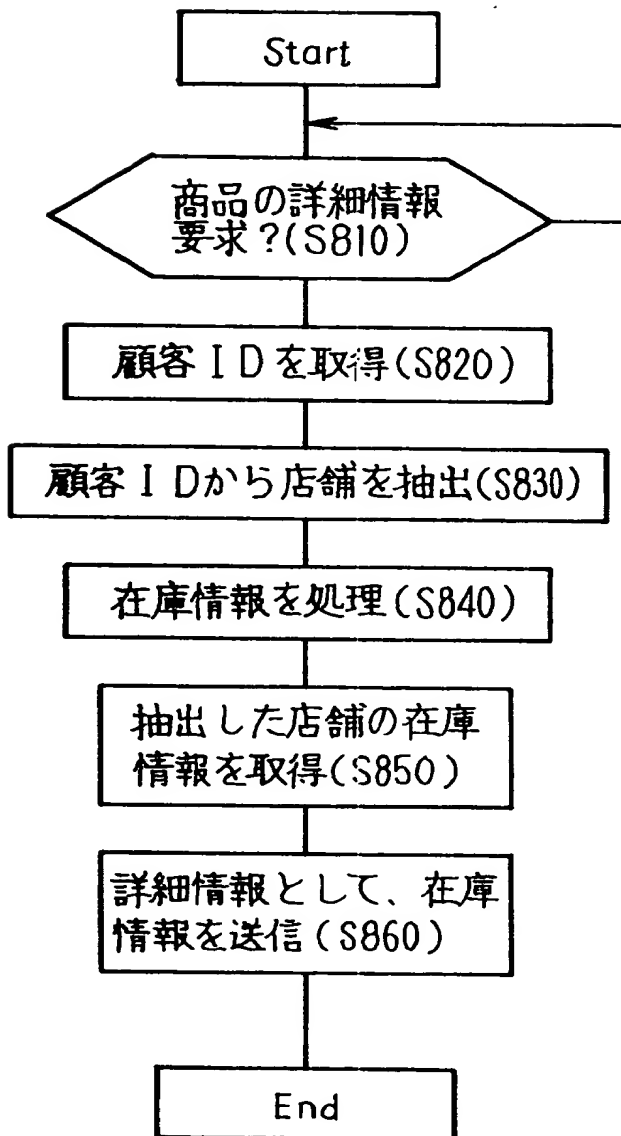 Start
商品の詳細情報
要求?(S810)
顧客IDを取得(S820)
顧客IDから店舗を抽出(S830)
在庫情報を処理(S840)
抽出した店舗の在庫
情報を取得(S850)
詳細情報として、在庫
情報を送信(S860)
End